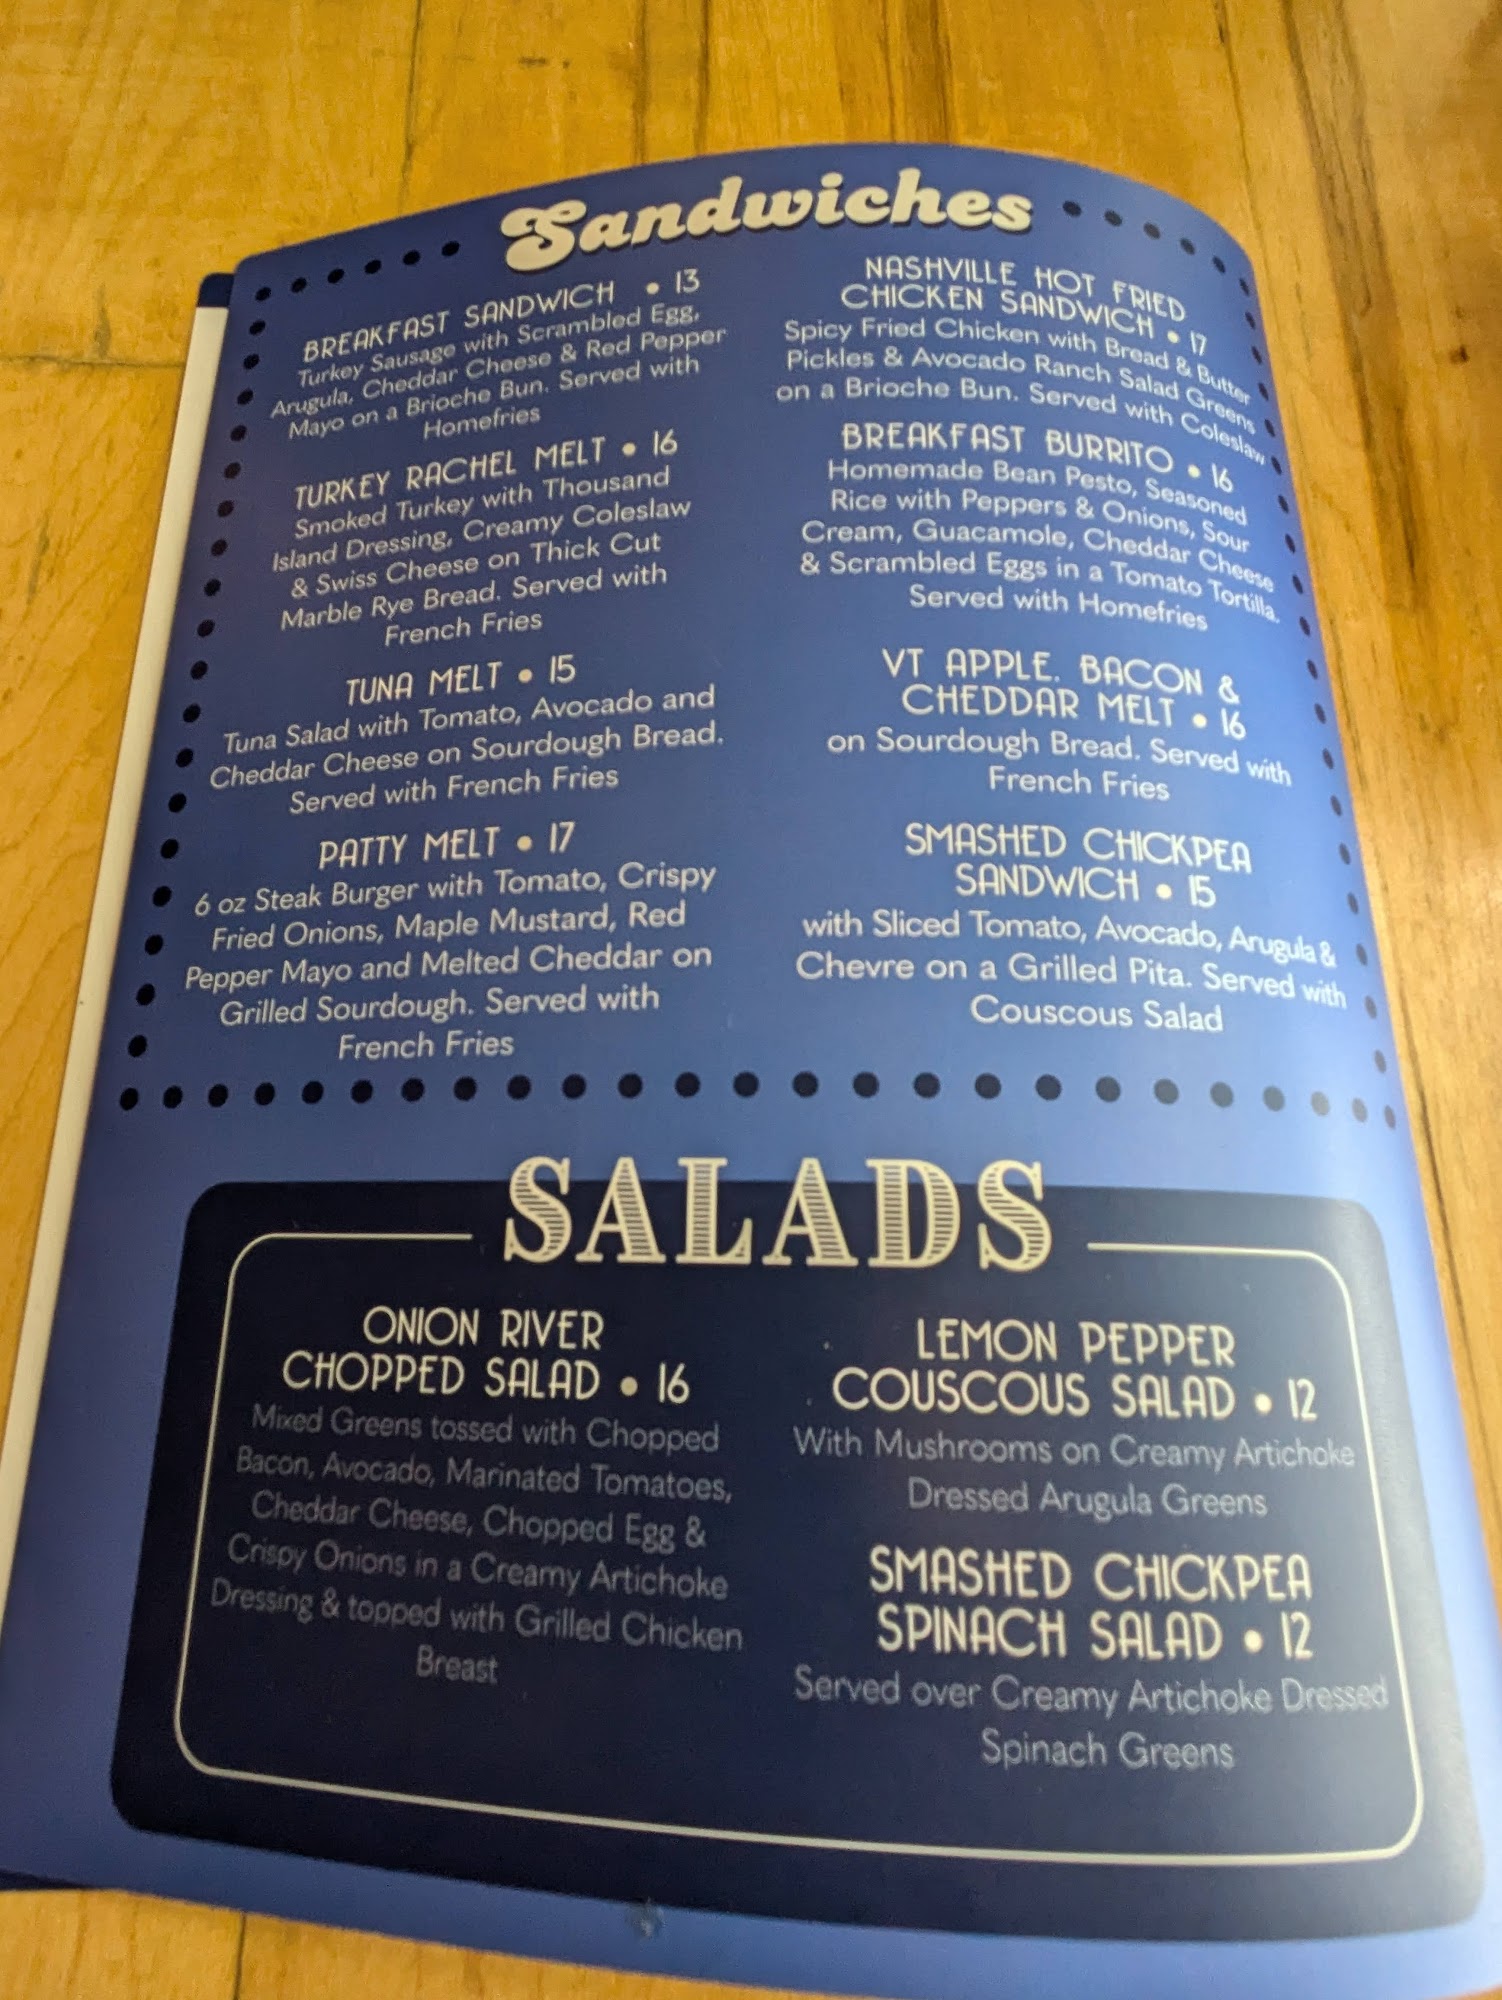 Sandwiches
BREAKFAST SANDWICH • 13
Turkey Sausage with Scrambled Egg,
Arugula, Cheddar Cheese & Red Pepper
Mayo on a Brioche Bun. Served with
Homefries
TURKEY RACHEL MELT • 16
Smoked Turkey with Thousand
Island Dressing, Creamy Coleslaw
& Swiss Cheese on Thick Cut
Marble Rye Bread. Served with
French Fries
TUNA MELT • 15
Tuna Salad with Tomato, Avocado and
Cheddar Cheese on Sourdough Bread.
Served with French Fries
PATTY MELT • 17
6 oz Steak Burger with Tomato, Crispy
Fried Onions, Maple Mustard, Red
Pepper Mayo and Melted Cheddar on
Grilled Sourdough. Served with
French Fries
NASHVILLE HOT FRIED
CHICKEN SANDWICH • 17
Spicy Fried Chicken with Bread & Butter
Pickles & Avocado Ranch Salad Greens
on a Brioche Bun. Served with Coleslaw
BREAKFAST BURRITO • 16
Homemade Bean Pesto, Seasoned
Rice with Peppers & Onions, Sour
Cream, Guacamole, Cheddar Cheese
& Scrambled Eggs in a Tomato Tortilla.
Served with Homefries
VT APPLE. BACON &
CHEDDAR MELT • 16
on Sourdough Bread. Served with
French Fries
SMASHED CHICKPEA
SANDWICH • 15
with Sliced Tomato, Avocado, Arugula &
Chevre on a Grilled Pita. Served with
Couscous Salad
SALADS
ONION RIVER
CHOPPED SALAD • 16
Mixed Greens tossed with Chopped
Bacon, Avocado, Marinated Tomatoes,
Cheddar Cheese, Chopped Egg &
Crispy Onions in a Creamy Artichoke
Dressing & topped with Grilled Chicken
Breast
LEMON PEPPER
COUSCOUS SALAD • 12
With Mushrooms on Creamy Artichoke
Dressed Arugula Greens
SMASHED CHICKPEA
SPINACH SALAD • 12
Served over Creamy Artichoke Dressed
Spinach Greens